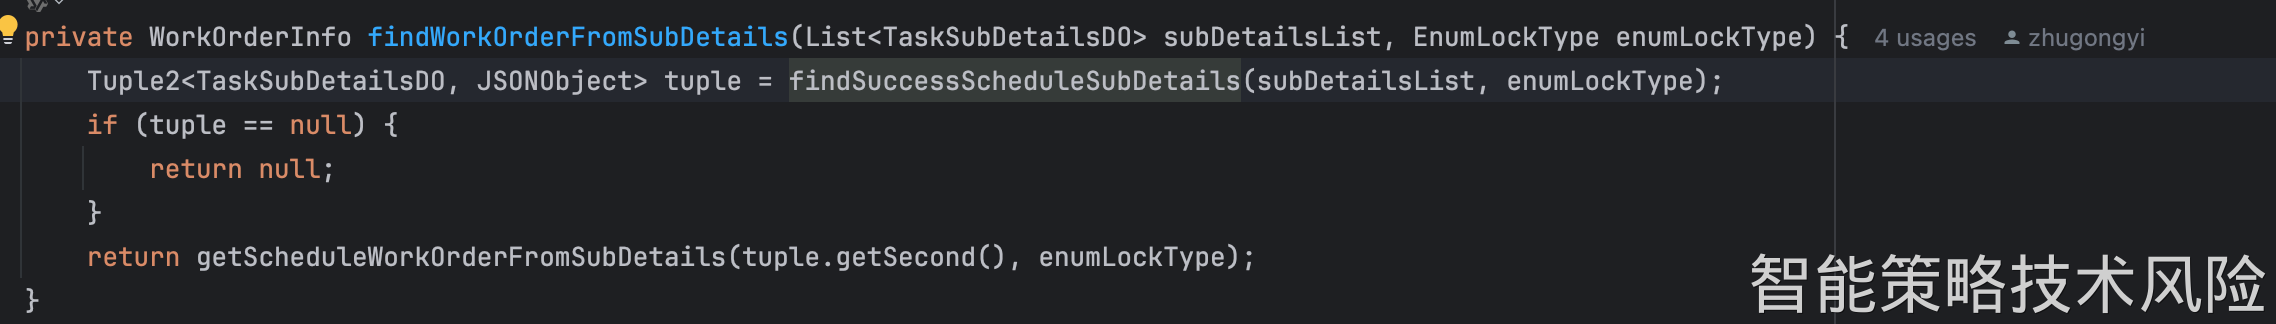 private WorkOrderInfo findWorkOrderFromSubDetails(List<TaskSubDetailsDO> subDetailsList, EnumLockType enumLockType) { 4 usages zhugongyi
Tuple2<TaskSubDetailsDO, JSONObject> tuple = findSuccessScheduleSubDetails(subDetailsList, enumLockType);
if (tuple == null) {
return null;
}
return getScheduleWorkOrderFromSubDetails(tuple.getSecond(), enumLockType);
}
智能策略技术风险